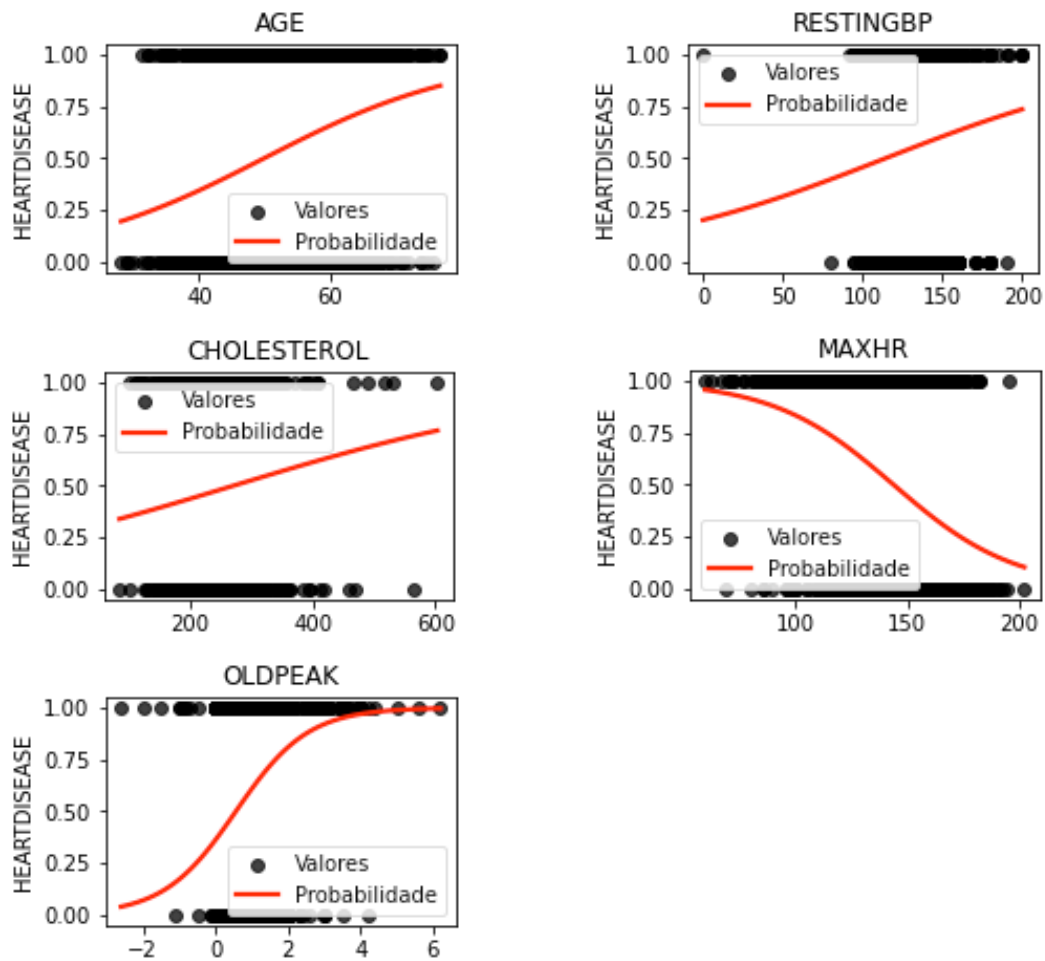 AGE
HEARTDISEASE
1.00
0.75
0.50
0.25
0.00
Valores
Probabilidade
40 60
RESTINGBP
HEARTDISEASE
1.00
0.75
0.50
0.25
0.00
Valores
Probabilidade
0 50 100 150 200
CHOLESTEROL
HEARTDISEASE
1.00
0.75
0.50
0.25
0.00
Valores
Probabilidade
200 400 600
MAXHR
HEARTDISEASE
1.00
0.75
0.50
0.25
0.00
Valores
Probabilidade
100 150 200
OLDPEAK
HEARTDISEASE
1.00
0.75
0.50
0.25
0.00
Valores
Probabilidade
−2 0 2 4 6